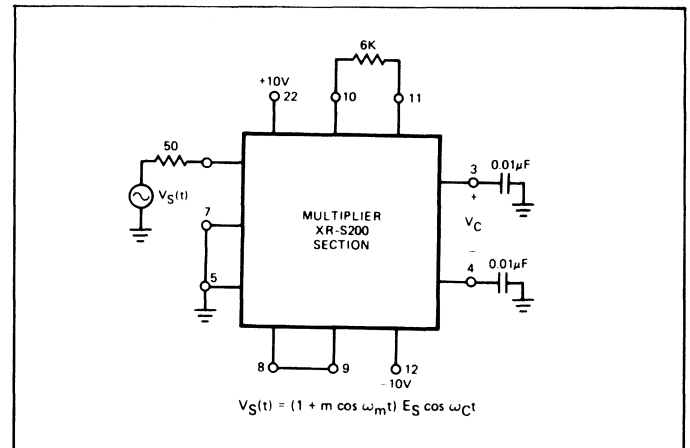 6K
+10V
22
10
11
50
3
0.01μF
+
V_S(t)
7
MULTIPLIER
XR-S200
SECTION
V_C
−
5
4
0.01μF
8
9
12
-10V
V_S(t) = (1 + m cos ω_m t) E_S cos ω_C t